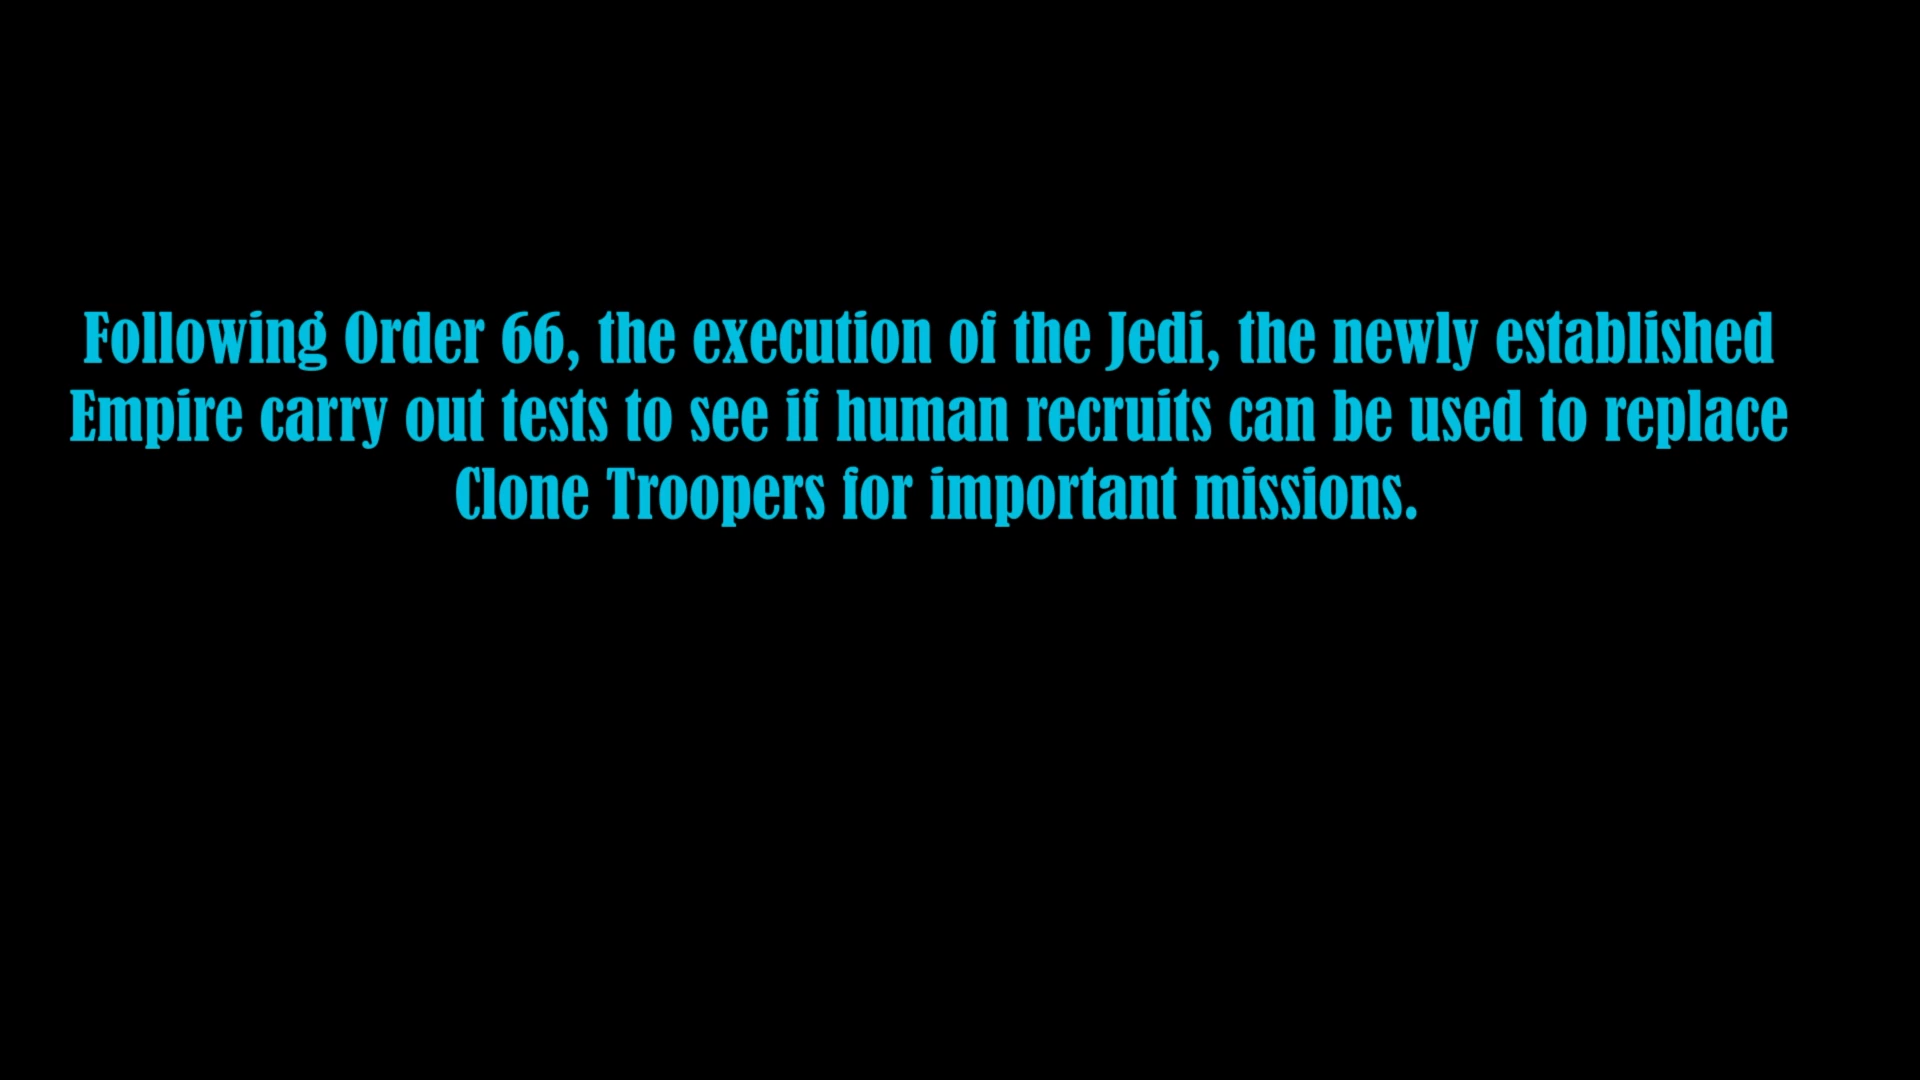 Following Order 66, the execution of the Jedi, the newly established
Empire carry out tests to see if human recruits can be used to replace
Clone Troopers for important missions.